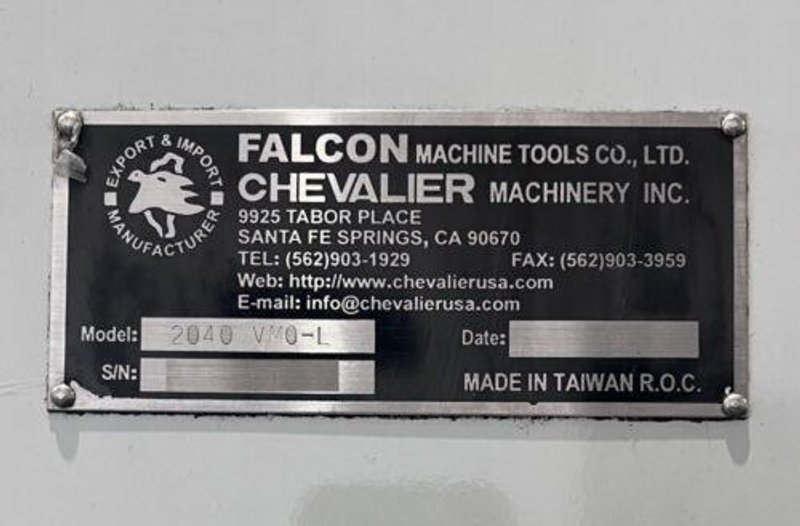 EXPORT & IMPORT
MANUFACTURER
FALCON MACHINE TOOLS CO., LTD.
CHEVALIER MACHINERY INC.
9925 TABOR PLACE
SANTA FE SPRINGS, CA 90670
TEL: (562)903-1929 FAX: (562)903-3959
Web: http://www.chevalierusa.com
E-mail: info@chevalierusa.com
Model: 2040 VMO-L Date:
S/N:
MADE IN TAIWAN R.O.C.